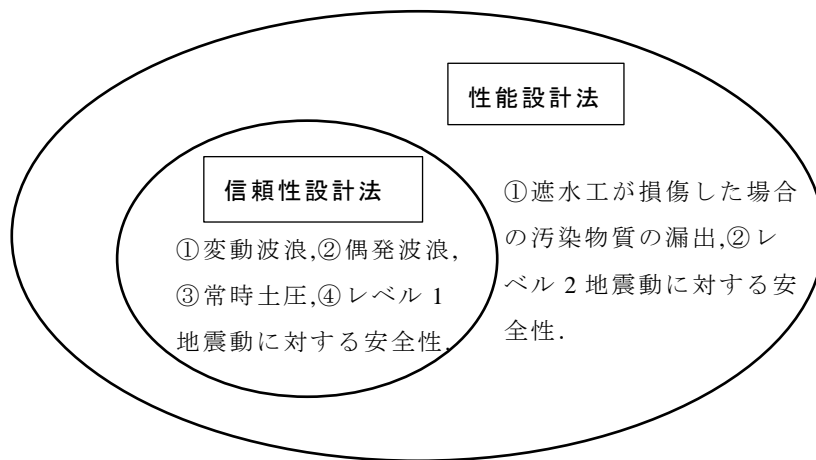 性能設計法
信頼性設計法
①変動波浪,②偶発波浪,
③常時土圧,④レベル 1
地震動に対する安全性.
①遮水工が損傷した場合
の汚染物質の漏出,②レ
ベル 2 地震動に対する安
全性.